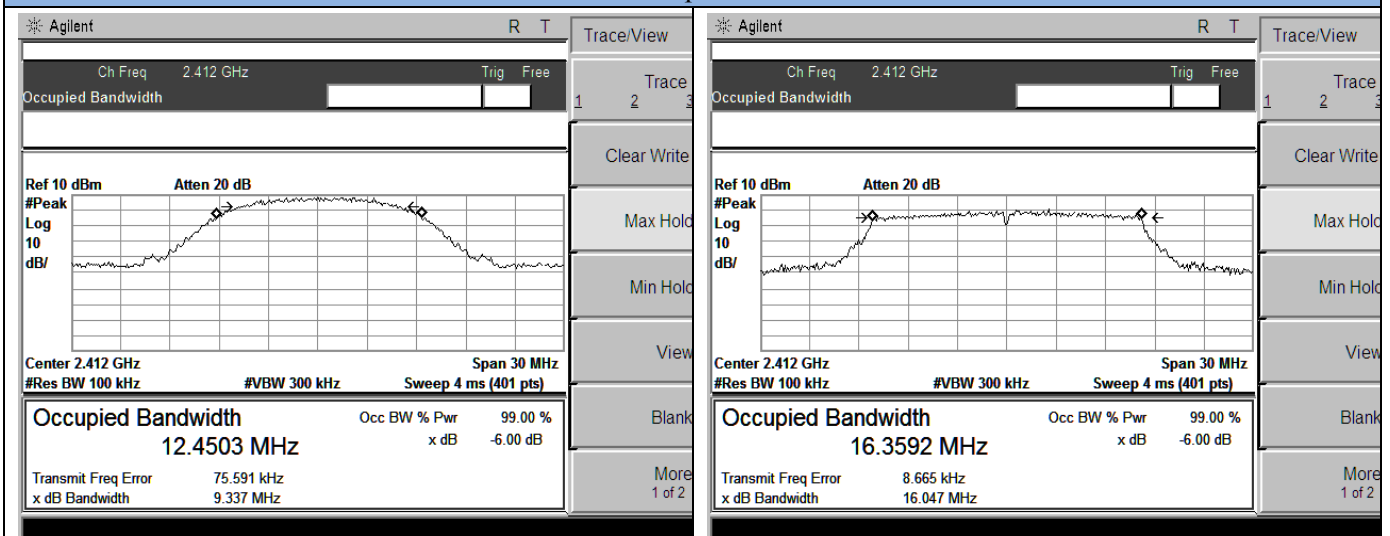 Agilent R T
Trace/View
Ch Freq 2.412 GHz Trig Free
Occupied Bandwidth
Trace
1 2 3
Clear Write
Ref 10 dBm Atten 20 dB
#Peak
Log
10
dB/
Max Hold
Min Hold
View
Center 2.412 GHz Span 30 MHz
#Res BW 100 kHz #VBW 300 kHz Sweep 4 ms (401 pts)
Occupied Bandwidth
12.4503 MHz
Occ BW % Pwr 99.00 %
x dB -6.00 dB
Blank
Transmit Freq Error 75.591 kHz
x dB Bandwidth 9.337 MHz
More
1 of 2
Agilent R T
Trace/View
Ch Freq 2.412 GHz Trig Free
Occupied Bandwidth
Trace
1 2 3
Clear Write
Ref 10 dBm Atten 20 dB
#Peak
Log
10
dB/
Max Hold
Min Hold
View
Center 2.412 GHz Span 30 MHz
#Res BW 100 kHz #VBW 300 kHz Sweep 4 ms (401 pts)
Occupied Bandwidth
16.3592 MHz
Occ BW % Pwr 99.00 %
x dB -6.00 dB
Blank
Transmit Freq Error 8.665 kHz
x dB Bandwidth 16.047 MHz
More
1 of 2